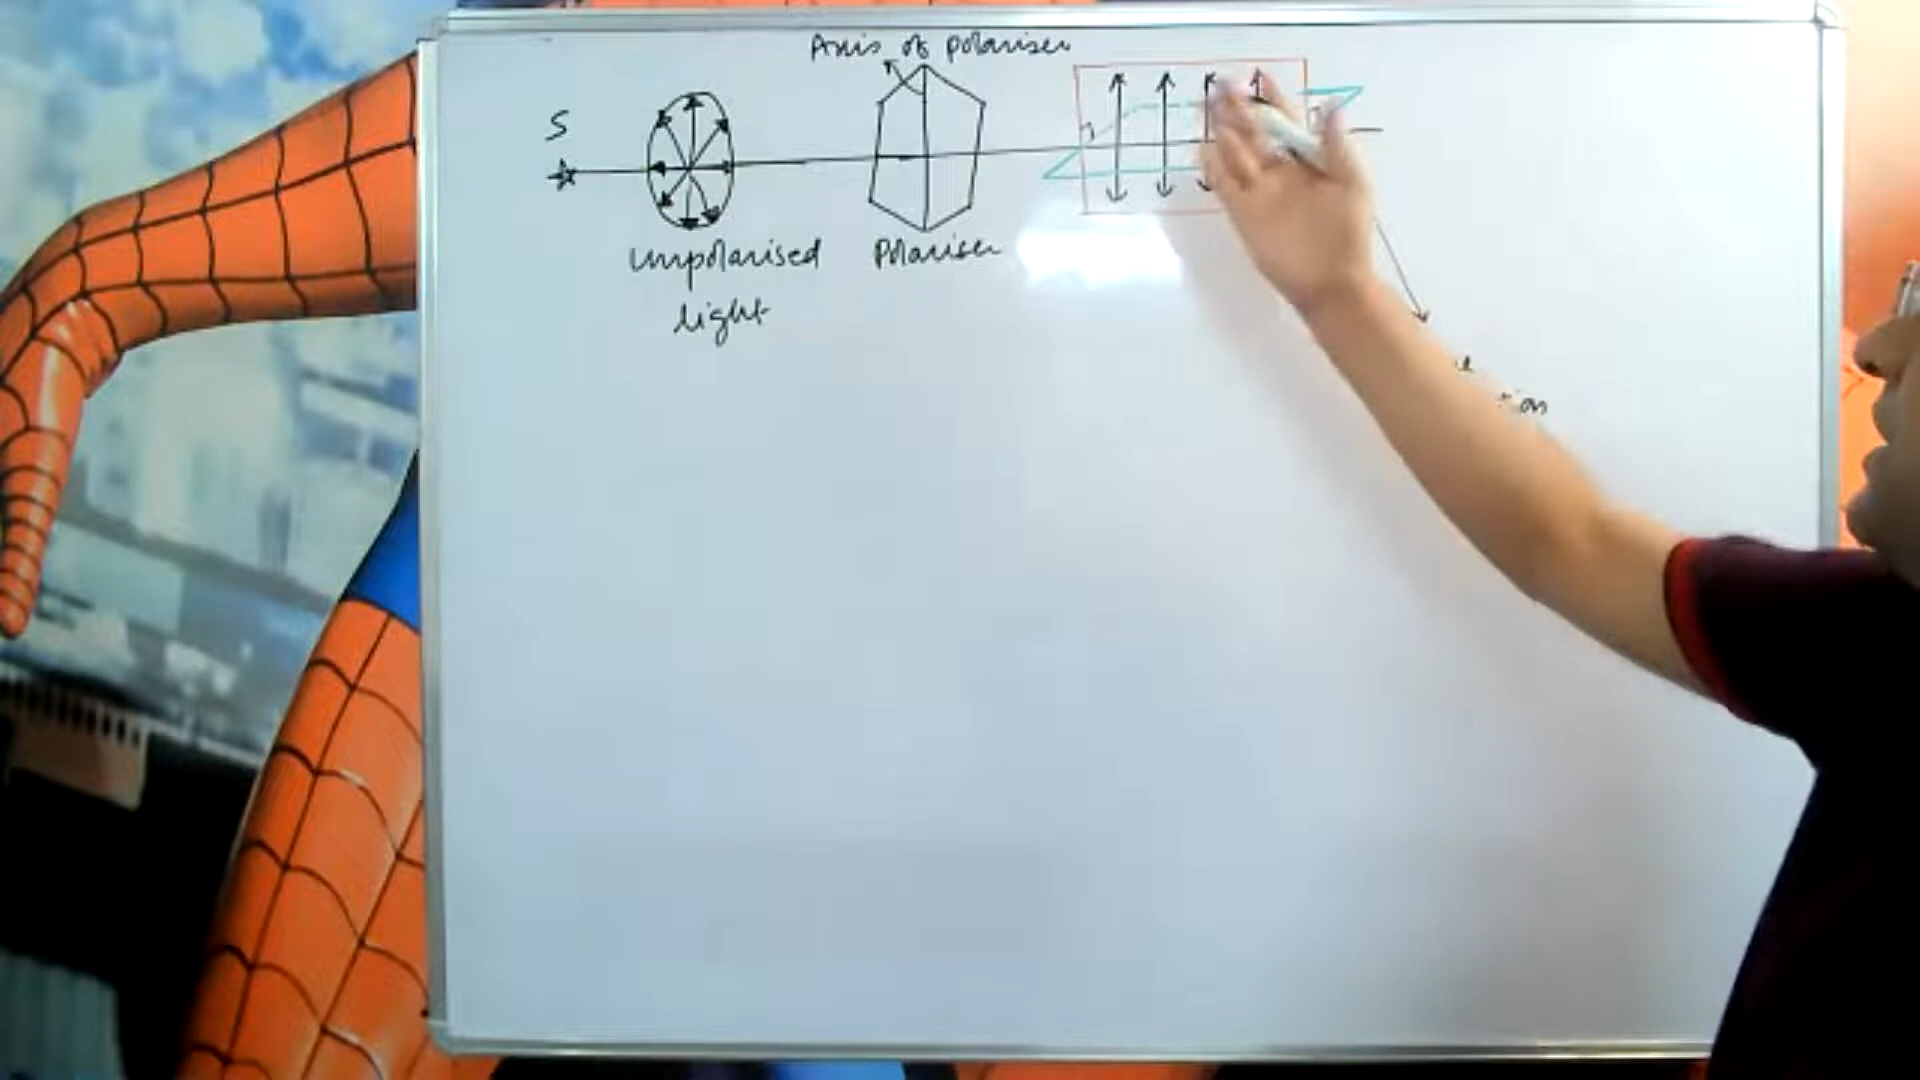 Axis of polariser
S
Unpolarised
light
Polariser